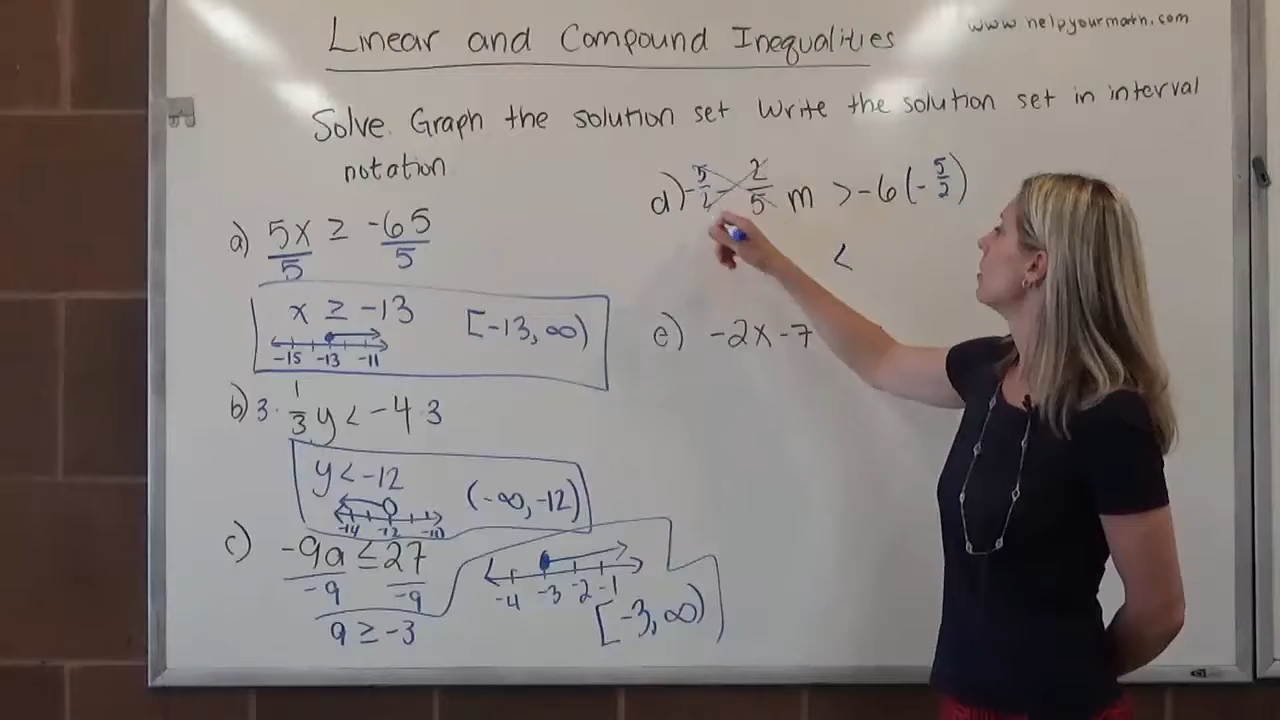 www.helpyourmath.com
Linear and Compound Inequalities
Solve. Graph the solution set Write the solution set in interval
notation
a) 5x ≥ -65
5 5
x ≥ -13 [-13, ∞)
-15 -13 -11
b) 3 · 1/3 y < -4 · 3
y < -12 (-∞, -12)
-14 -12 -10
c) -9a ≤ 27
-9 -9
a ≥ -3
-4 -3 -2 -1
[-3, ∞)
d) -5/2 · -2/5 m > -6 (-5/2)
<
e) -2x -7